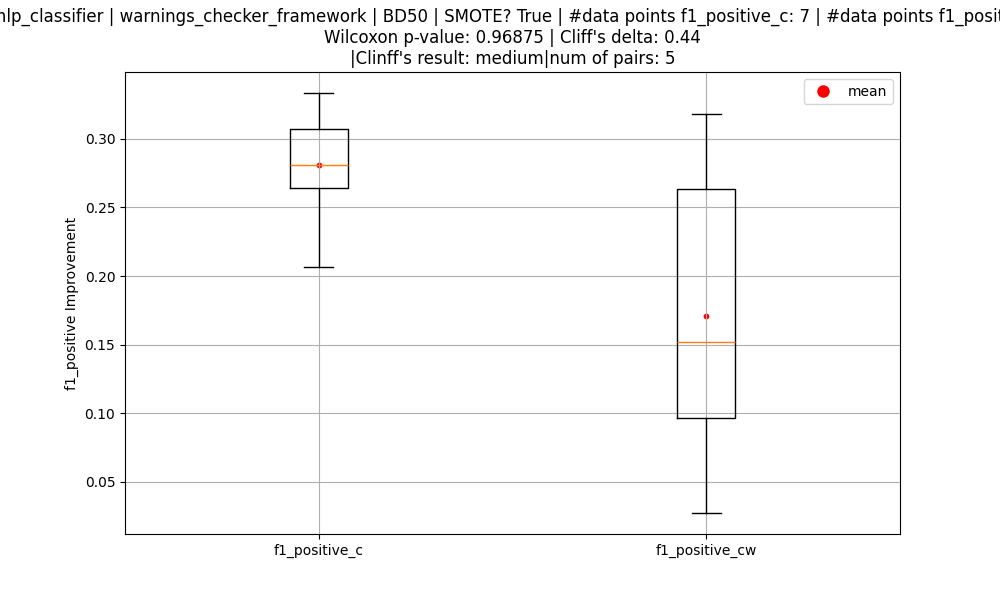 | warnings_checker_framework | BD50 | SMOTE? True | #data points f1_positive_c: 7 | #data points
Wilcoxon p-value: 0.96875 | Cliff's delta: 0.44
|Clinff's result: medium|num of pairs: 5
mean
0.30
0.25
0.20
0.15
0.10
0.05
f1_positive Improvement
f1_positive_c
f1_positive_cw